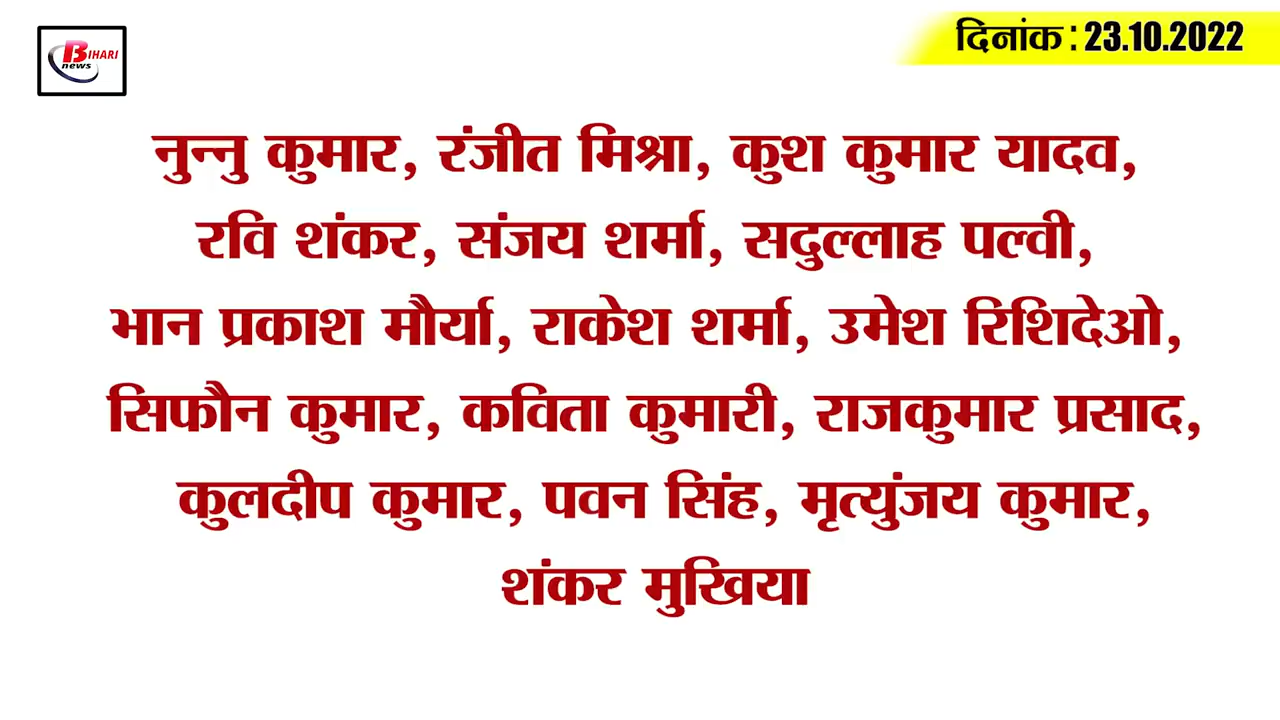 BIHARI
news
दिनांक : 23.10.2022
नुन्नु कुमार, रंजीत मिश्रा, कुश कुमार यादव,
रवि शंकर, संजय शर्मा, सदुल्लाह पल्वी,
भान प्रकाश मौर्या, राकेश शर्मा, उमेश रिशिदेओ,
सिफौन कुमार, कविता कुमारी, राजकुमार प्रसाद,
कुलदीप कुमार, पवन सिंह, मृत्युंजय कुमार,
शंकर मुखिया